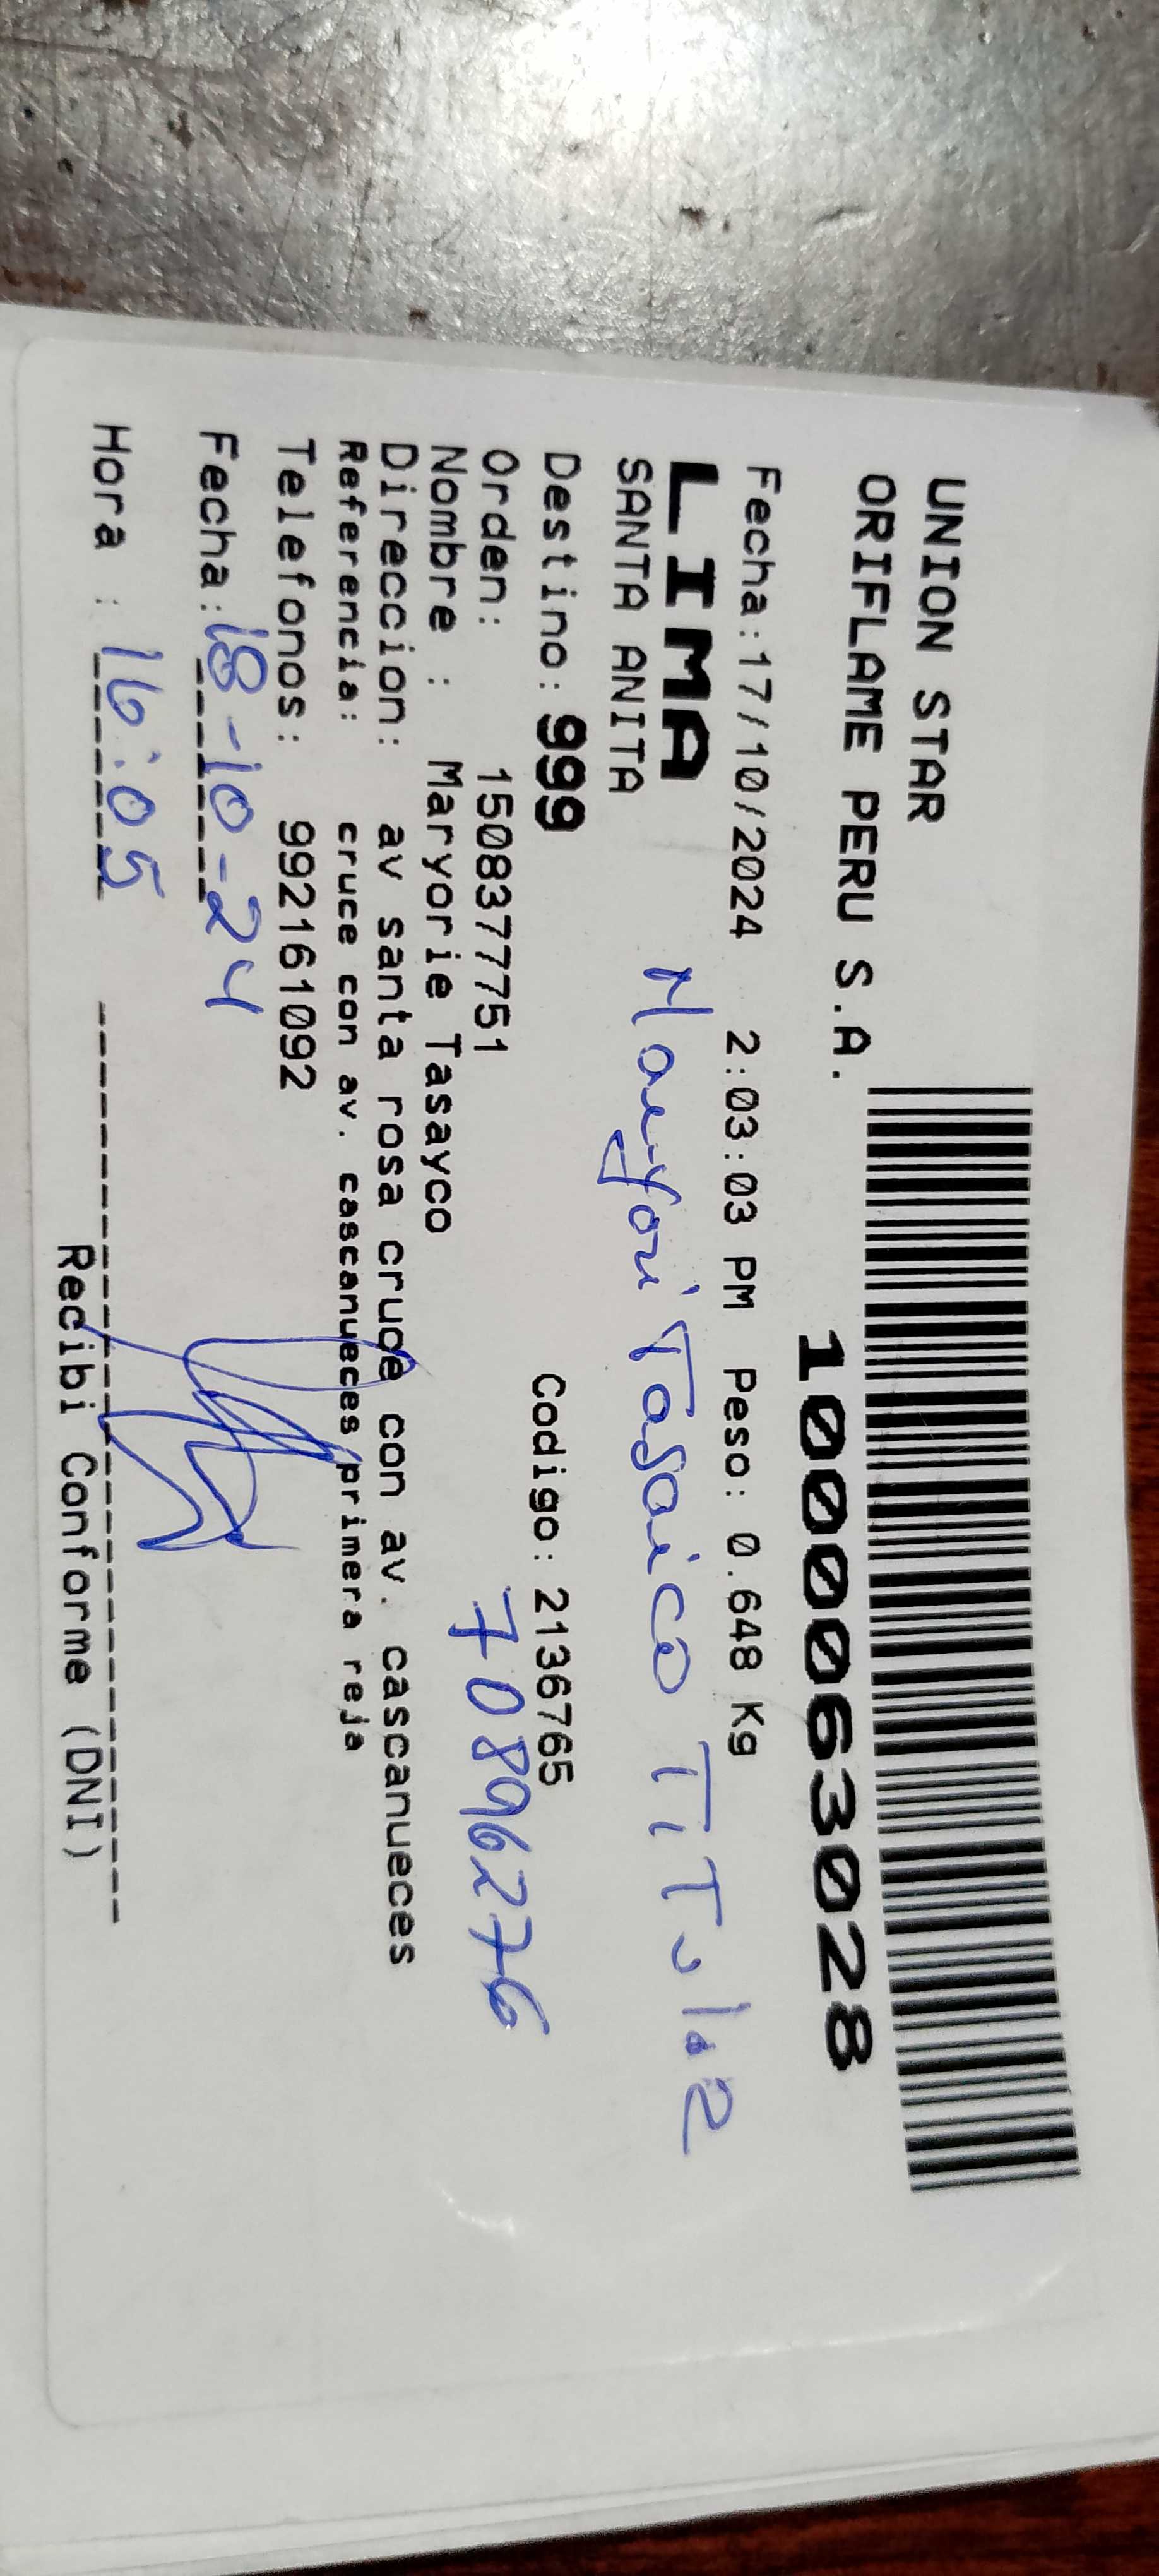 UNION STAR
ORIFLAME PERU S.A.
1000063028
Fecha:17/10/2024 2:03:03 PM Peso: 0.648 Kg
LIMA
SANTA ANITA
Maryori Tasaico TiTular
Destino: 999 Codigo: 2136765
Orden: 1508377751
70896276
Nombre : Maryorie Tasayco
Direccion: av santa rosa cruce con av. cascanueces
Referencia: cruce con av. cascanueces primera reja
Telefonos: 992161092
Fecha: 18-10-24
Hora : 16:05
Recibi Conforme (DNI)